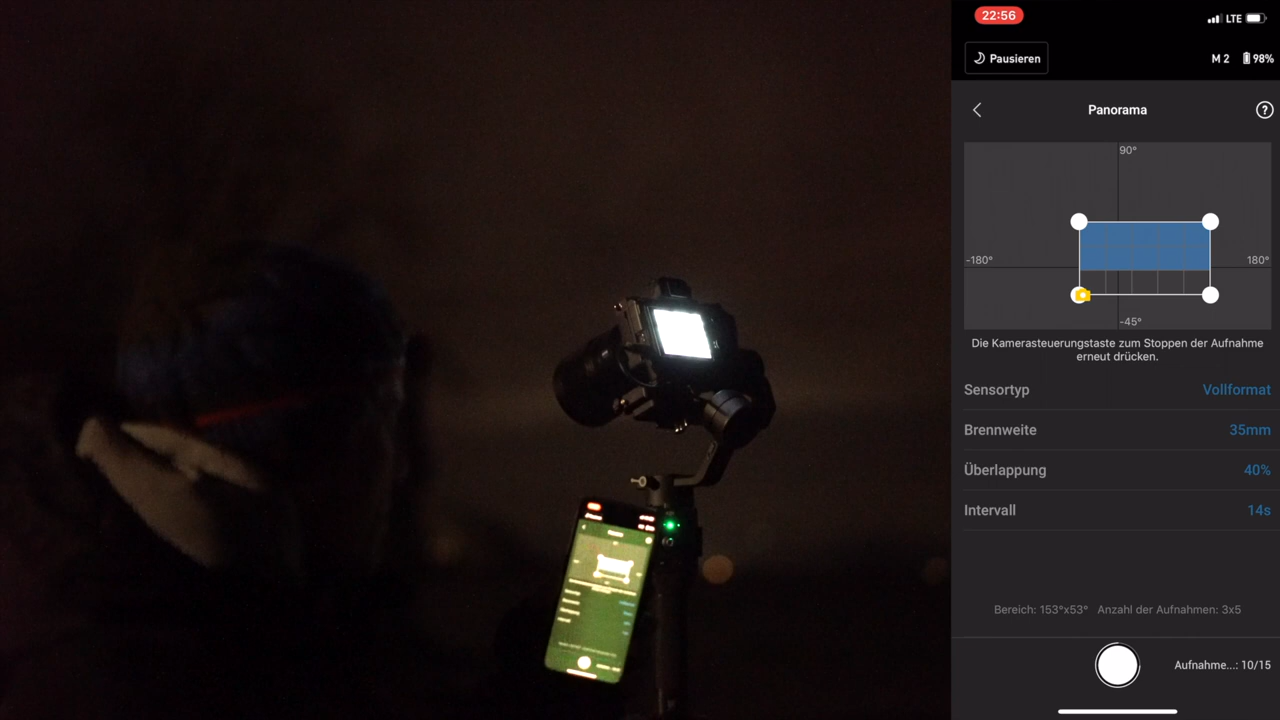 22:56
LTE
Pausieren
M 2
98%
Panorama
?
90°
-180°
180°
-45°
Die Kamerasteuerungstaste zum Stoppen der Aufnahme
erneut drücken.
Sensortyp Vollformat
Brennweite 35mm
Überlappung 40%
Intervall 14s
Bereich: 153°x53° Anzahl der Aufnahmen: 3x5
Aufnahme...: 10/15